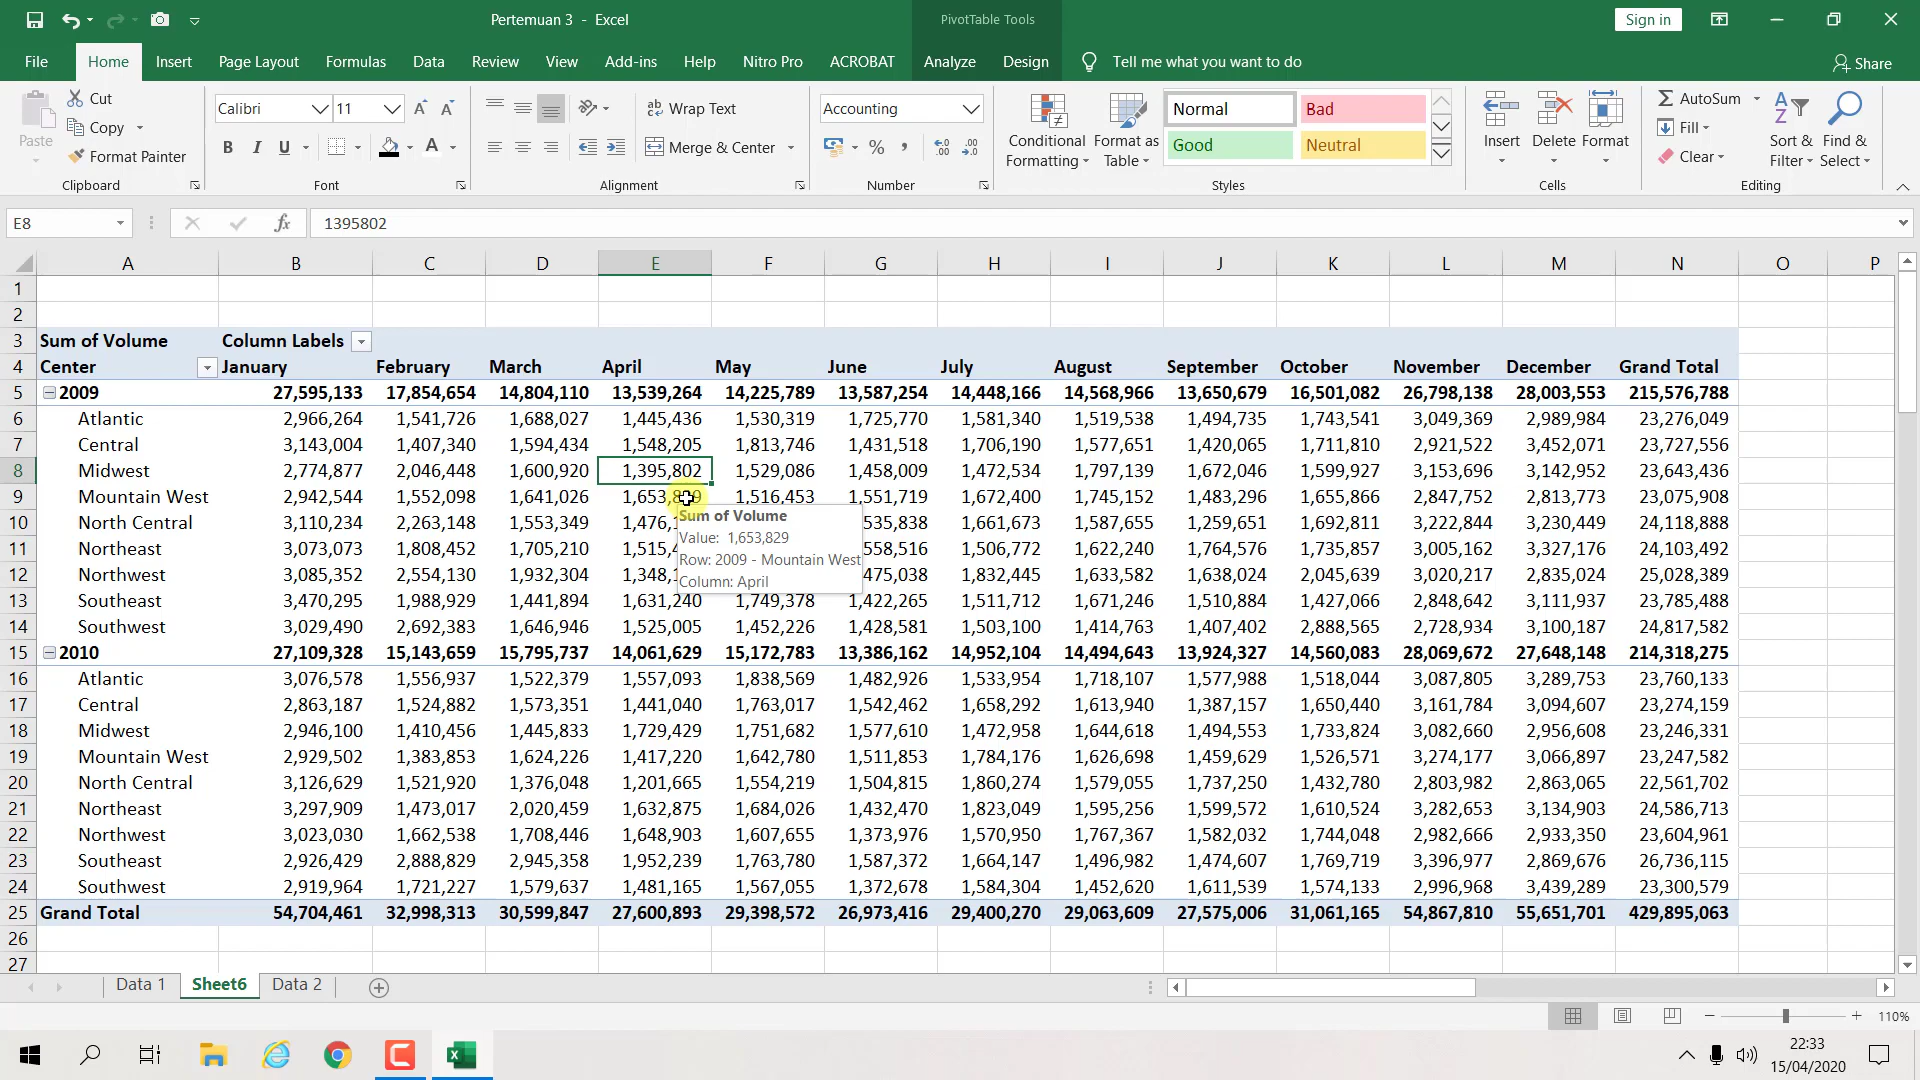 Pertemuan 3 - Excel
PivotTable Tools
Sign in
File Home Insert Page Layout Formulas Data Review View Add-ins Help Nitro Pro ACROBAT Analyze Design Tell me what you want to do Share
Paste
Cut
Copy
Format Painter
Clipboard
Calibri 11
B I U A
Font
Wrap Text
Merge & Center
Alignment
Accounting
%
Number
Conditional Formatting
Format as Table
Normal Bad
Good Neutral
Styles
Insert Delete Format
Cells
AutoSum
Fill
Clear
Sort & Filter
Find & Select
Editing
E8 fx 1395802
A B C D E F G H I J K L M N O P
1
2
3 Sum of Volume Column Labels
4 Center January February March April May June July August September October November December Grand Total
5 2009 27,595,133 17,854,654 14,804,110 13,539,264 14,225,789 13,587,254 14,448,166 14,568,966 13,650,679 16,501,082 26,798,138 28,003,553 215,576,788
6 Atlantic 2,966,264 1,541,726 1,688,027 1,445,436 1,530,319 1,725,770 1,581,340 1,519,538 1,494,735 1,743,541 3,049,369 2,989,984 23,276,049
7 Central 3,143,004 1,407,340 1,594,434 1,548,205 1,813,746 1,431,518 1,706,190 1,577,651 1,420,065 1,711,810 2,921,522 3,452,071 23,727,556
8 Midwest 2,774,877 2,046,448 1,600,920 1,395,802 1,529,086 1,458,009 1,472,534 1,797,139 1,672,046 1,599,927 3,153,696 3,142,952 23,643,436
9 Mountain West 2,942,544 1,552,098 1,641,026 1,653,829 1,516,453 1,551,719 1,672,400 1,745,152 1,483,296 1,655,866 2,847,752 2,813,773 23,075,908
10 North Central 3,110,234 2,263,148 1,553,349 1,476, 535,838 1,661,673 1,587,655 1,259,651 1,692,811 3,222,844 3,230,449 24,118,888
11 Northeast 3,073,073 1,808,452 1,705,210 1,515, 558,516 1,506,772 1,622,240 1,764,576 1,735,857 3,005,162 3,327,176 24,103,492
12 Northwest 3,085,352 2,554,130 1,932,304 1,348, 475,038 1,832,445 1,633,582 1,638,024 2,045,639 3,020,217 2,835,024 25,028,389
13 Southeast 3,470,295 1,988,929 1,441,894 1,631,240 1,749,378 1,422,265 1,511,712 1,671,246 1,510,884 1,427,066 2,848,642 3,111,937 23,785,488
14 Southwest 3,029,490 2,692,383 1,646,946 1,525,005 1,452,226 1,428,581 1,503,100 1,414,763 1,407,402 2,888,565 2,728,934 3,100,187 24,817,582
15 2010 27,109,328 15,143,659 15,795,737 14,061,629 15,172,783 13,386,162 14,952,104 14,494,643 13,924,327 14,560,083 28,069,672 27,648,148 214,318,275
16 Atlantic 3,076,578 1,556,937 1,522,379 1,557,093 1,838,569 1,482,926 1,533,954 1,718,107 1,577,988 1,518,044 3,087,805 3,289,753 23,760,133
17 Central 2,863,187 1,524,882 1,573,351 1,441,040 1,763,017 1,542,462 1,658,292 1,613,940 1,387,157 1,650,440 3,161,784 3,094,607 23,274,159
18 Midwest 2,946,100 1,410,456 1,445,833 1,729,429 1,751,682 1,577,610 1,472,958 1,644,618 1,494,553 1,733,824 3,082,660 2,956,608 23,246,331
19 Mountain West 2,929,502 1,383,853 1,624,226 1,417,220 1,642,780 1,511,853 1,784,176 1,626,698 1,459,629 1,526,571 3,274,177 3,066,897 23,247,582
20 North Central 3,126,629 1,521,920 1,376,048 1,201,665 1,554,219 1,504,815 1,860,274 1,579,055 1,737,250 1,432,780 2,803,982 2,863,065 22,561,702
21 Northeast 3,297,909 1,473,017 2,020,459 1,632,875 1,684,026 1,432,470 1,823,049 1,595,256 1,599,572 1,610,524 3,282,653 3,134,903 24,586,713
22 Northwest 3,023,030 1,662,538 1,708,446 1,648,903 1,607,655 1,373,976 1,570,950 1,767,367 1,582,032 1,744,048 2,982,666 2,933,350 23,604,961
23 Southeast 2,926,429 2,888,829 2,945,358 1,952,239 1,763,780 1,587,372 1,664,147 1,496,982 1,474,607 1,769,719 3,396,977 2,869,676 26,736,115
24 Southwest 2,919,964 1,721,227 1,579,637 1,481,165 1,567,055 1,372,678 1,584,304 1,452,620 1,611,539 1,574,133 2,996,968 3,439,289 23,300,579
25 Grand Total 54,704,461 32,998,313 30,599,847 27,600,893 29,398,572 26,973,416 29,400,270 29,063,609 27,575,006 31,061,165 54,867,810 55,651,701 429,895,063
26
27
Sum of Volume
Value: 1,653,829
Row: 2009 - Mountain West
Column: April
Data 1 Sheet6 Data 2
110%
22:33
15/04/2020